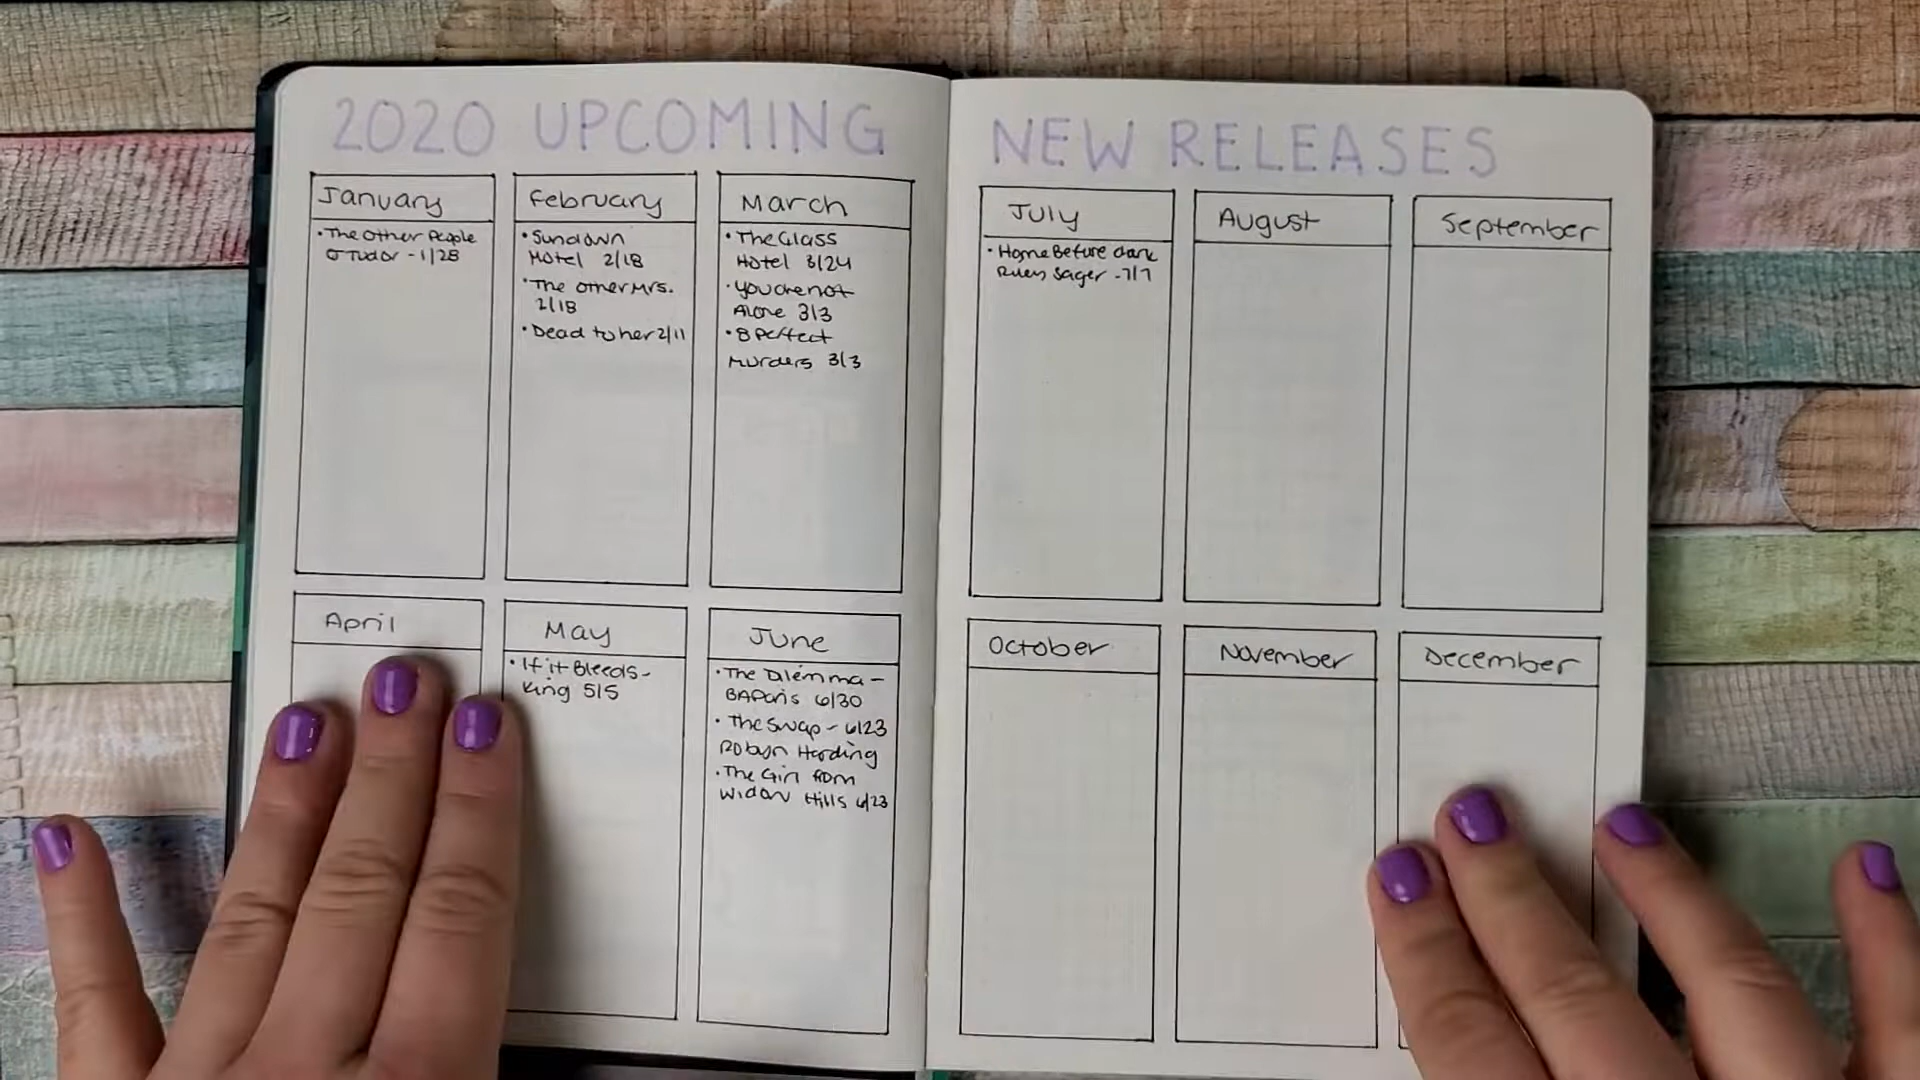 2020 UPCOMING NEW RELEASES
January
• The Other People
CJ Tudor - 1/28
February
• Sundown
Motel 2/18
• The other Mrs.
2/18
• Dead to her 2/11
March
• The Glass
Hotel 3/24
• You are not
Alone 3/3
• 8 Perfect
Murders 3/3
April
May
• If it Bleeds -
King 5/5
June
• The Dilemma -
BA Paris 6/30
• The Swap - 6/23
Robyn Harding
• The Girl from
Widow Hills 6/23
July
• Home Before dark
Riley Sager - 7/7
August
September
October
November
December